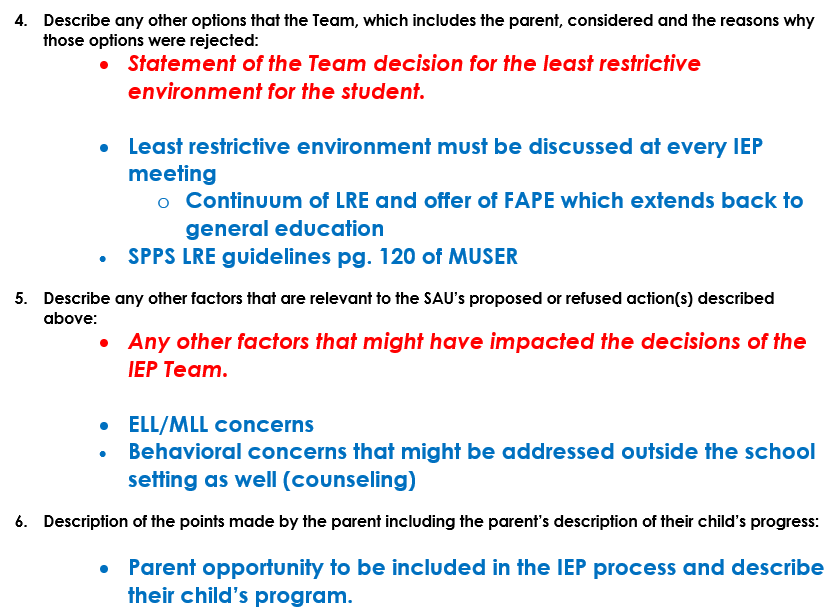 4. Describe any other options that the Team, which includes the parent, considered and the reasons why
those options were rejected:
• Statement of the Team decision for the least restrictive
environment for the student.
• Least restrictive environment must be discussed at every IEP
meeting
o Continuum of LRE and offer of FAPE which extends back to
general education
• SPPS LRE guidelines pg. 120 of MUSER
5. Describe any other factors that are relevant to the SAU's proposed or refused action(s) described
above:
• Any other factors that might have impacted the decisions of the
IEP Team.
• ELL/MLL concerns
• Behavioral concerns that might be addressed outside the school
setting as well (counseling)
6. Description of the points made by the parent including the parent's description of their child's progress:
• Parent opportunity to be included in the IEP process and describe
their child's program.